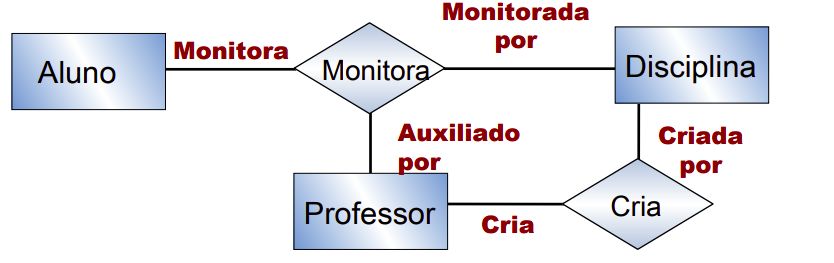 Monitorada
por
Monitora
Aluno
Monitora
Disciplina
Auxiliado
por
Criada
por
Professor
Cria
Cria